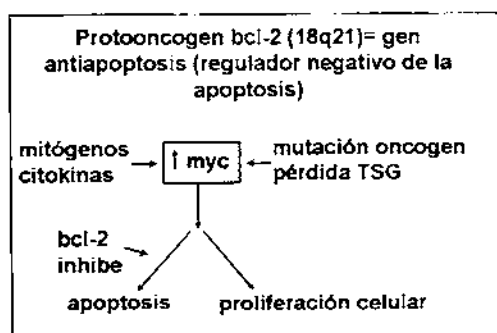 Protooncogen bcl-2 (18q21)= gen
antiapoptosis (regulador negativo de la
apoptosis)
mitógenos
citokinas
↑ myc
mutación oncogen
pérdida TSG
bcl-2
inhibe
apoptosis
proliferación celular